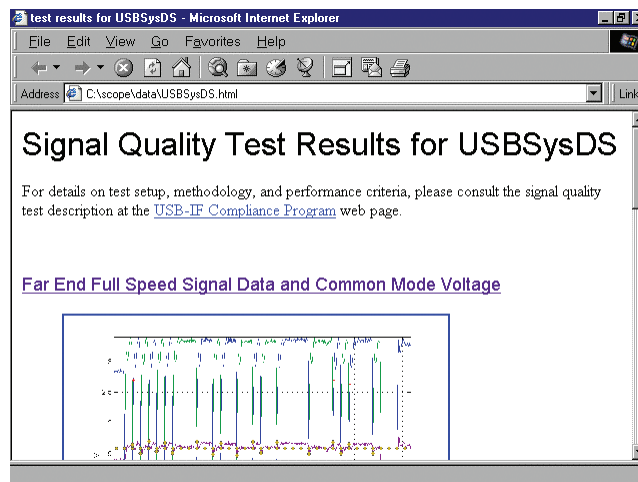 test results for USBSysDS - Microsoft Internet Explorer
File Edit View Go Favorites Help
Address C:\scope\data\USBSysDS.html Link
Signal Quality Test Results for USBSysDS
For details on test setup, methodology, and performance criteria, please consult the signal quality
test description at the USB-IF Compliance Program web page.
Far End Full Speed Signal Data and Common Mode Voltage